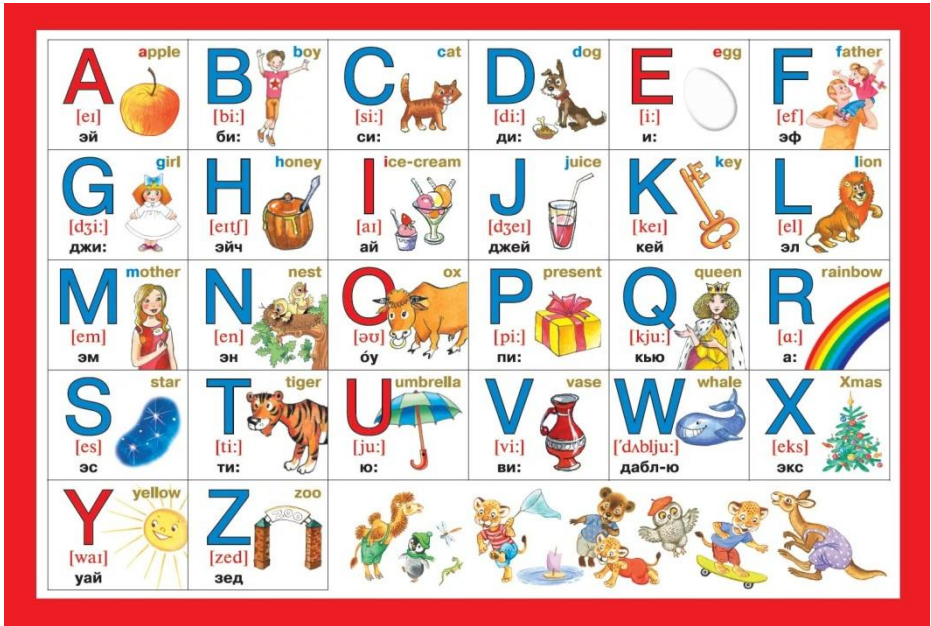 A apple
[eɪ]
эй
B boy
[bi:]
би:
C cat
[si:]
си:
D dog
[di:]
ди:
E egg
[i:]
и:
F father
[ef]
эф
G girl
[dʒi:]
джи:
H honey
[eɪtʃ]
эйч
I ice-cream
[aɪ]
ай
J juice
[dʒeɪ]
джей
K key
[keɪ]
кей
L lion
[el]
эл
M mother
[em]
эм
N nest
[en]
эн
O ox
[əʊ]
óу
P present
[pi:]
пи:
Q queen
[kju:]
кью
R rainbow
[ɑ:]
а:
S star
[es]
эс
T tiger
[ti:]
ти:
U umbrella
[ju:]
ю:
V vase
[vi:]
ви:
W whale
['dʌblju:]
дабл-ю
X Xmas
[eks]
экс
Y yellow
[waɪ]
уай
Z zoo
[zed]
зед
ZOO